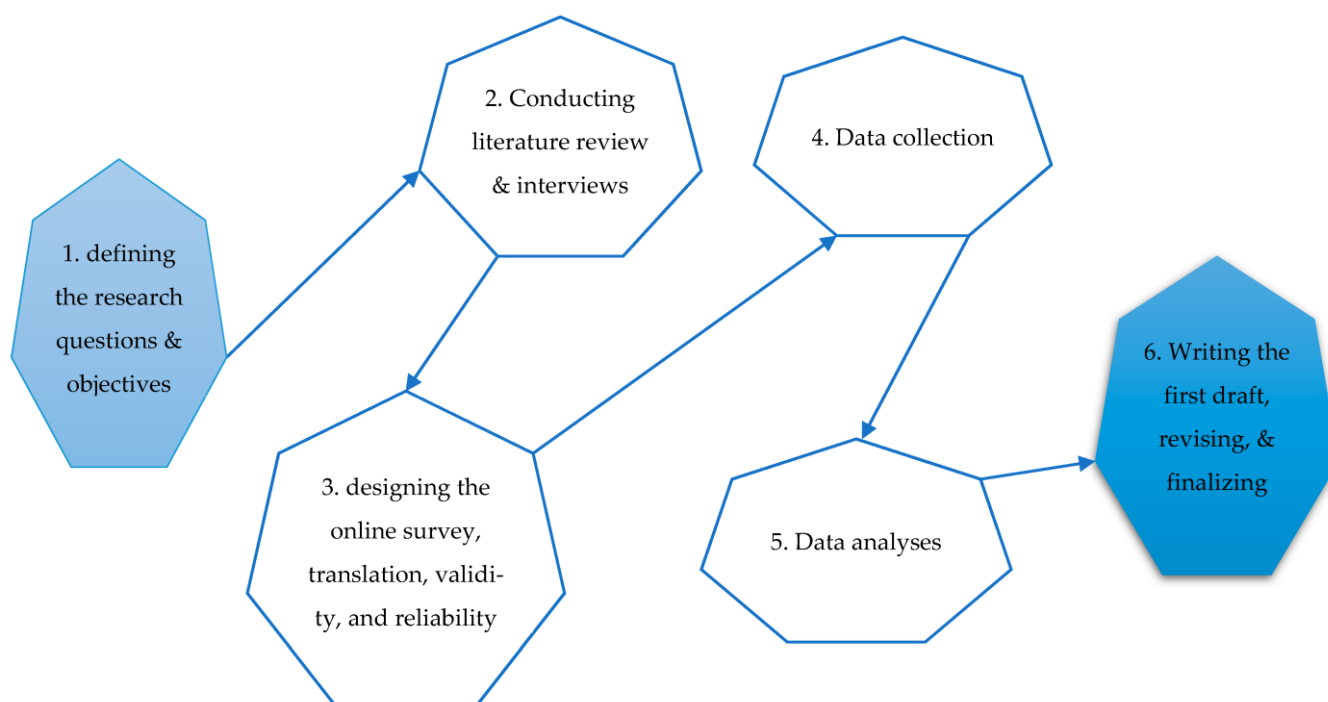 1. defining
the research
questions &
objectives
2. Conducting
literature review
& interviews
3. designing the
online survey,
translation, validi-
ty, and reliability
4. Data collection
5. Data analyses
6. Writing the
first draft,
revising, &
finalizing